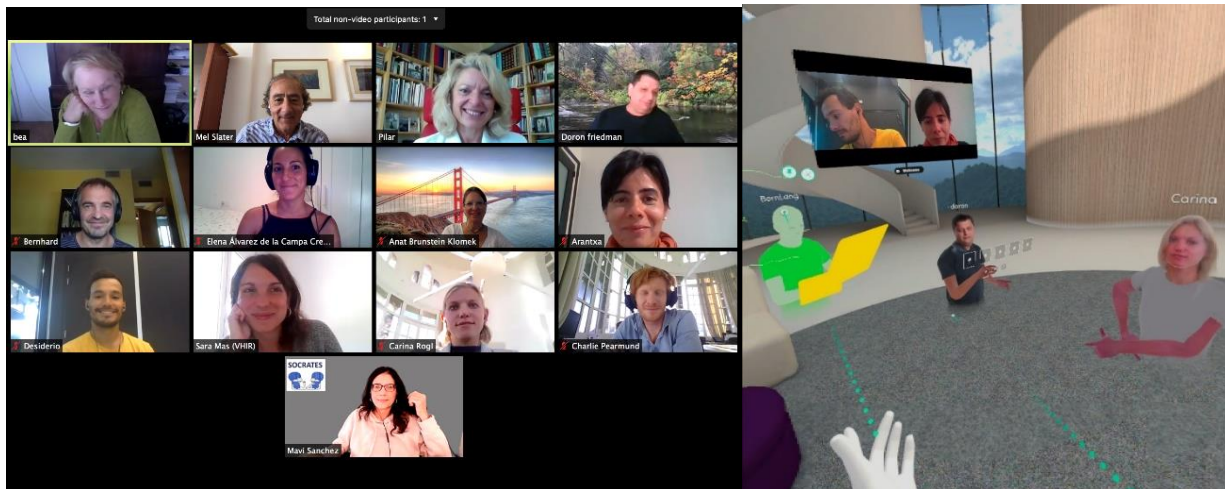 Total non-video participants: 1
bea
Mel Slater
Pilar
Doron friedman
Bernhard
Elena Álvarez de la Campa Cre...
Anat Brunstein Klomek
Arantxa
Desiderio
Sara Mas (VHIR)
Carina Rogl
Charlie Pearmund
SOCRATES
Mavi Sanchez
doron
Carina